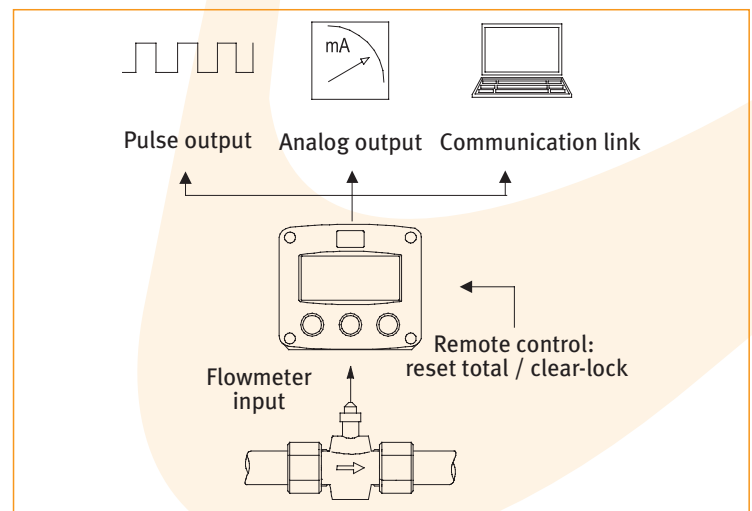 mA
Pulse output
Analog output
Communication link
Remote control:
reset total / clear-lock
Flowmeter
input